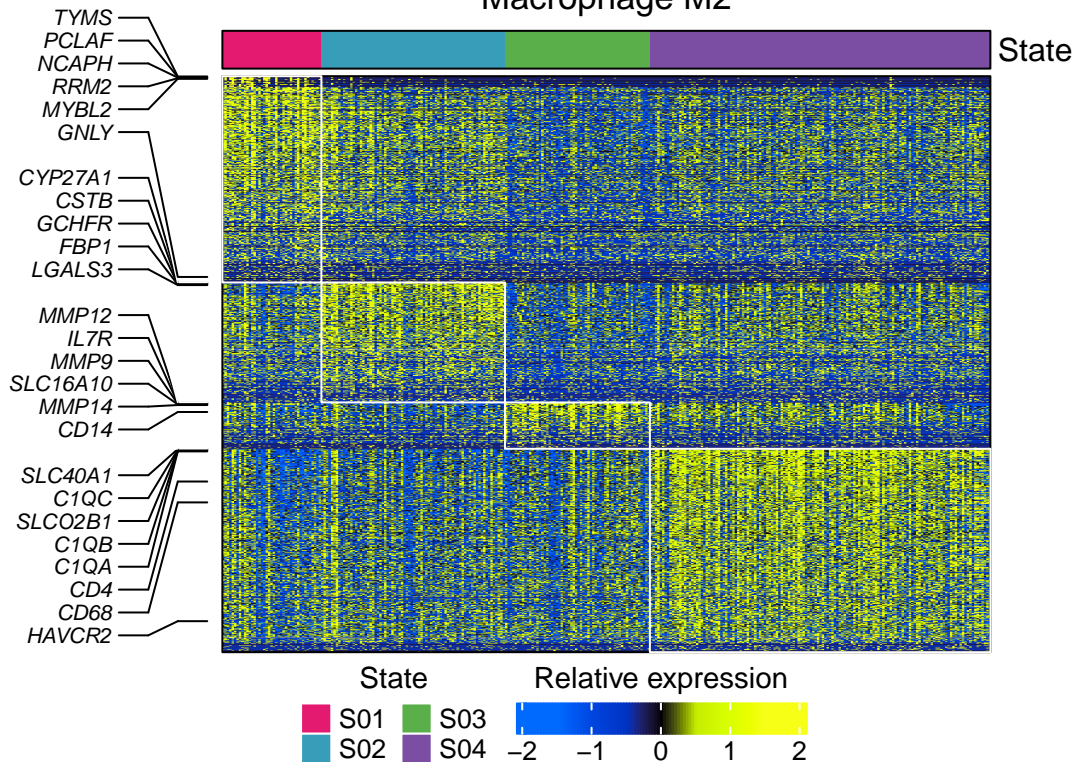 Macrophage M2
State
TYMS
PCLAF
NCAPH
RRM2
MYBL2
GNLY
CYP27A1
CSTB
GCHFR
FBP1
LGALS3
MMP12
IL7R
MMP9
SLC16A10
MMP14
CD14
SLC40A1
C1QC
SLCO2B1
C1QB
C1QA
CD4
CD68
HAVCR2
State
S01
S03
S02
S04
Relative expression
−2 −1 0 1 2